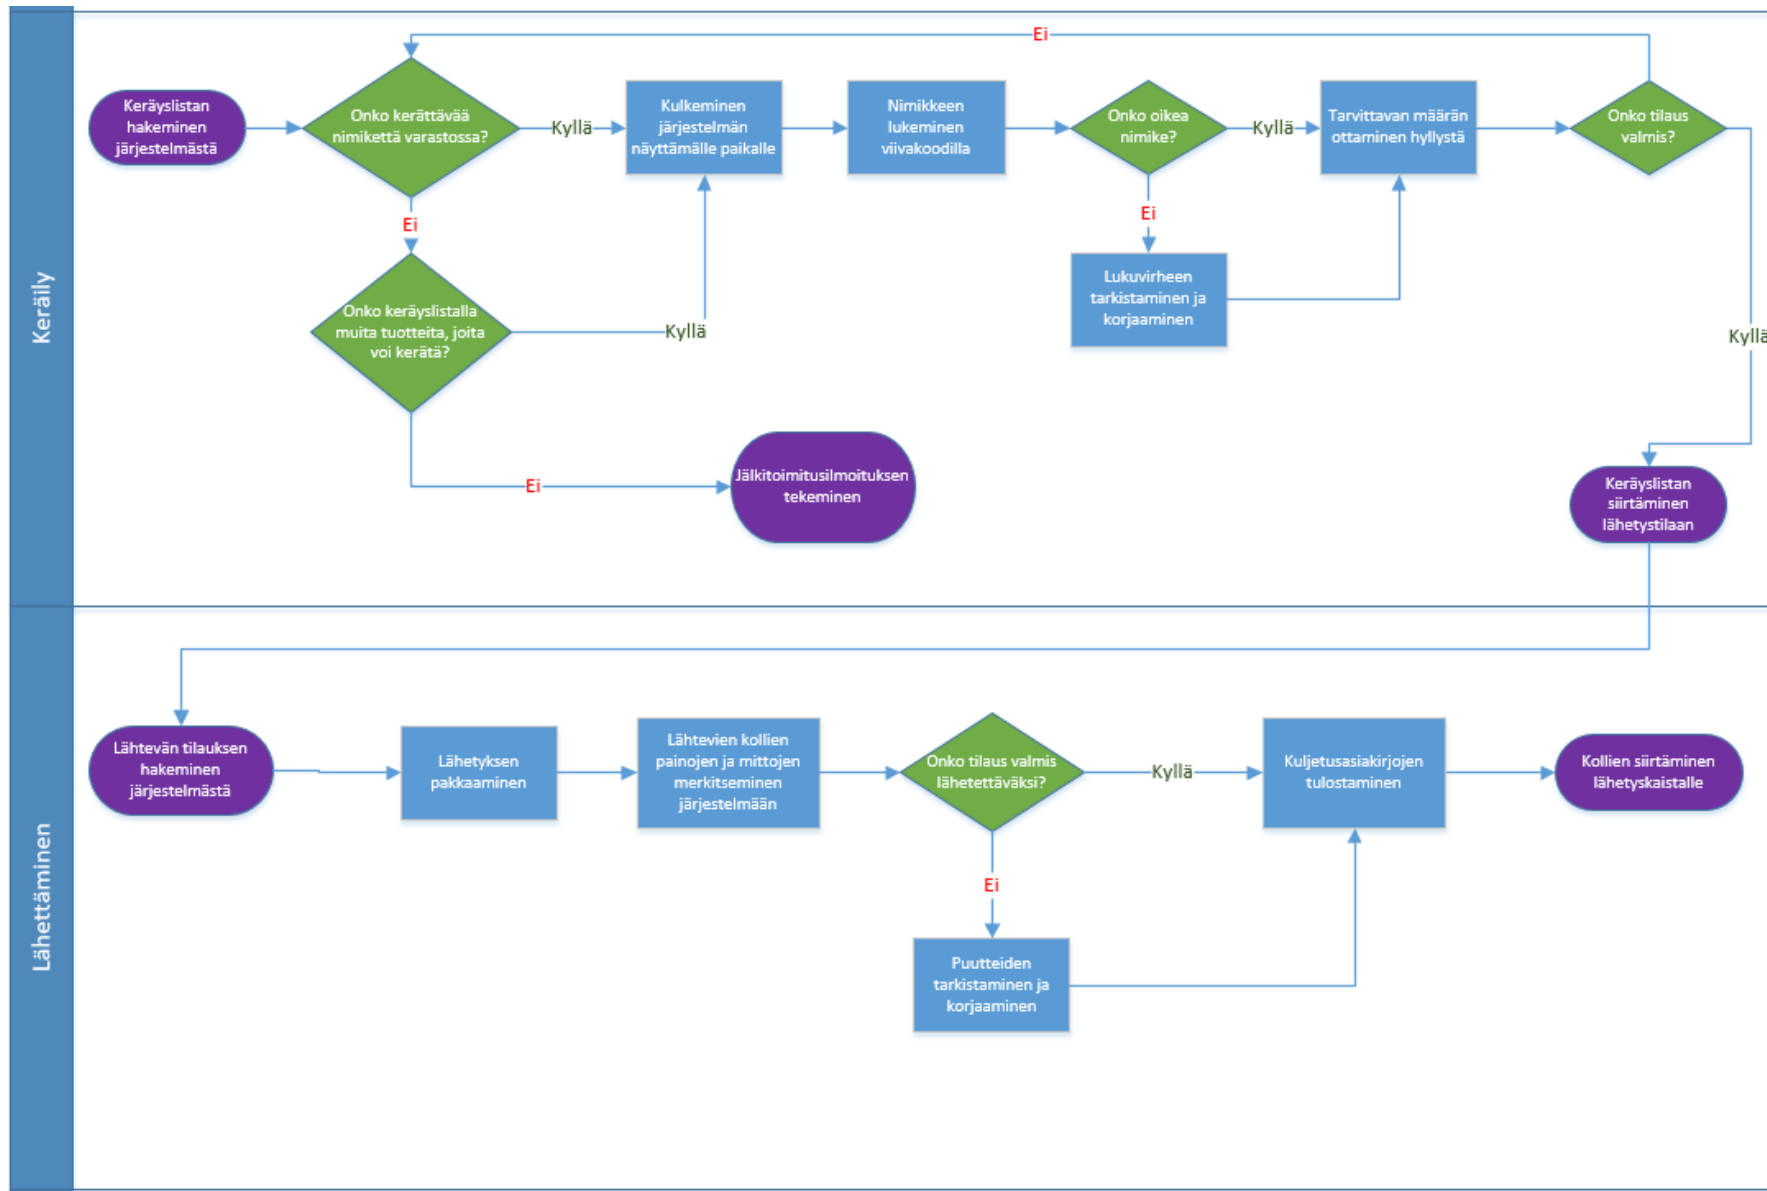 Keräily
Ei
Keräyslistan
hakeminen
järjestelmästä
Onko kerättävää
nimikettä varastossa?
Kyllä
Kulkeminen
järjestelmän
näyttämälle paikalle
Nimikkeen
lukeminen
viivakoodilla
Onko oikea
nimike?
Kyllä
Tarvittavan määrän
ottaminen hyllystä
Onko tilaus
valmis?
Ei
Ei
Lukuvirheen
tarkistaminen ja
korjaaminen
Onko keräyslistalla
muita tuotteita, joita
voi kerätä?
Kyllä
Kyllä
Ei
Jälkitoimitusilmoituksen
tekeminen
Keräyslistan
siirtäminen
lähetystilaan
Lähettäminen
Lähtevän tilauksen
hakeminen
järjestelmästä
Lähetyksen
pakkaaminen
Lähtevien kollien
painojen ja mittojen
merkitseminen
järjestelmään
Onko tilaus valmis
lähetettäväksi?
Kyllä
Kuljetusasiakirjojen
tulostaminen
Kollien siirtäminen
lähetyskaistalle
Ei
Puutteiden
tarkistaminen ja
korjaaminen